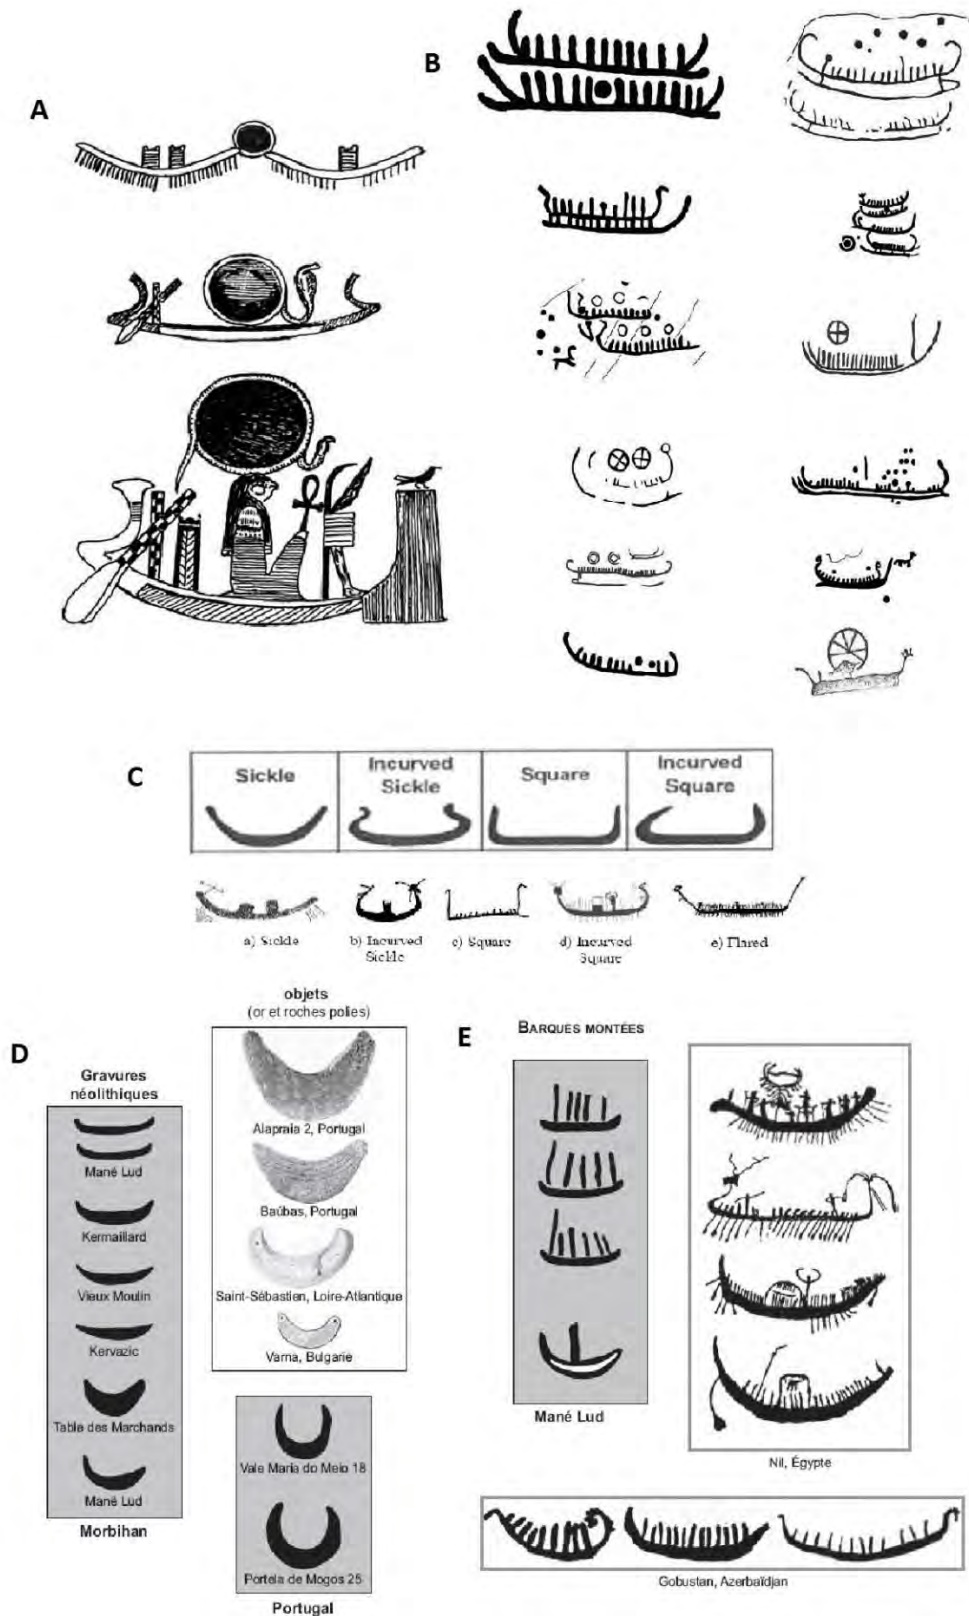 A
B
C
Sickle
Incurved
Sickle
Square
Incurved
Square
a) Sickle
b) Incurved
Sickle
c) Square
d) Incurved
Square
e) Flared
D
Gravures
néolithiques
Mané Lud
Kermaillard
Vieux Moulin
Kervazic
Table des Marchands
Mané Lud
Morbihan
objets
(or et roches polies)
Alapraia 2, Portugal
Baûbas, Portugal
Saint-Sébastien, Loire-Atlantique
Varna, Bulgarie
Vale Maria do Meio 18
Portela de Mogos 25
Portugal
E
BARQUES MONTÉES
Mané Lud
Nil, Égypte
Gobustan, Azerbaïdjan